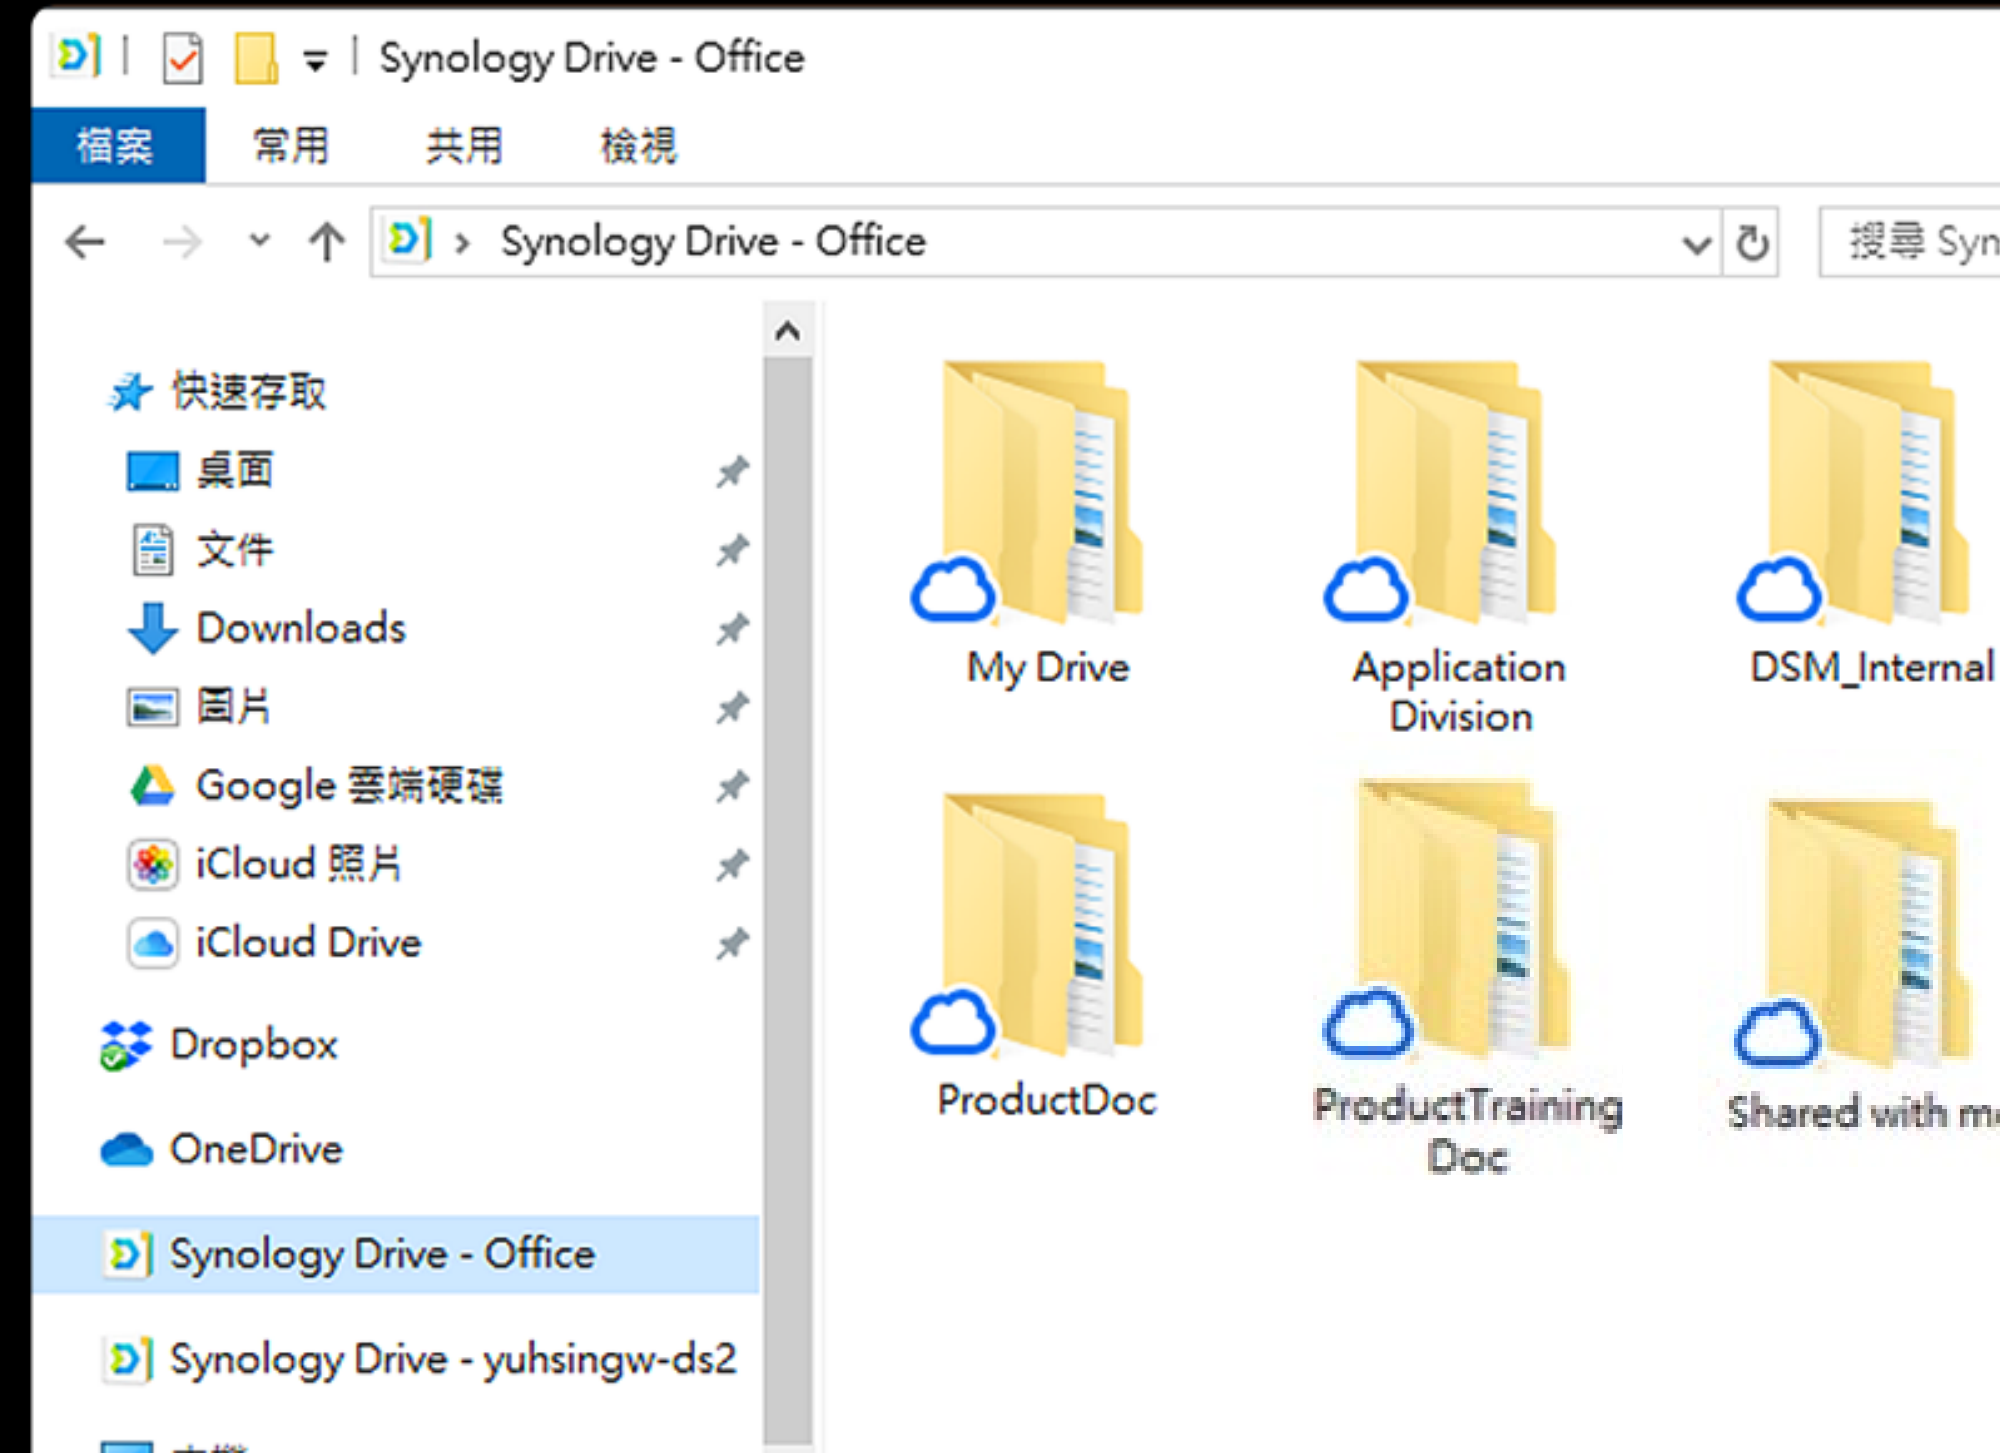 Synology Drive - Office
檔案 常用 共用 檢視
Synology Drive - Office
搜尋 Syn
快速存取
桌面
文件
Downloads
圖片
Google 雲端硬碟
iCloud 照片
iCloud Drive
Dropbox
OneDrive
Synology Drive - Office
Synology Drive - yuhsingw-ds2
My Drive
Application
Division
DSM_Internal
ProductDoc
ProductTraining
Doc
Shared with m